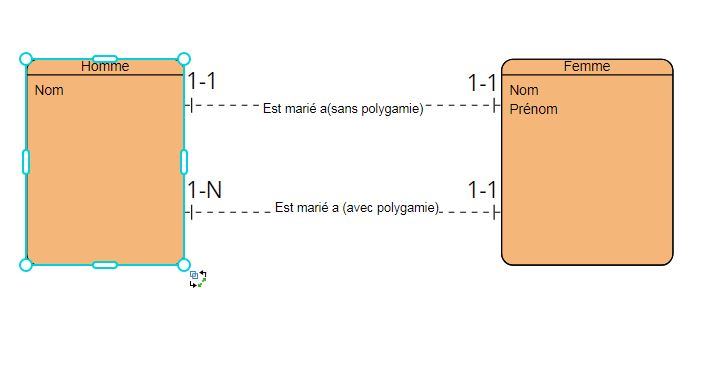 Homme
Femme
Nom
Nom
Prénom
1-1
1-1
Est marié a(sans polygamie)
1-N
1-1
Est marié a (avec polygamie)